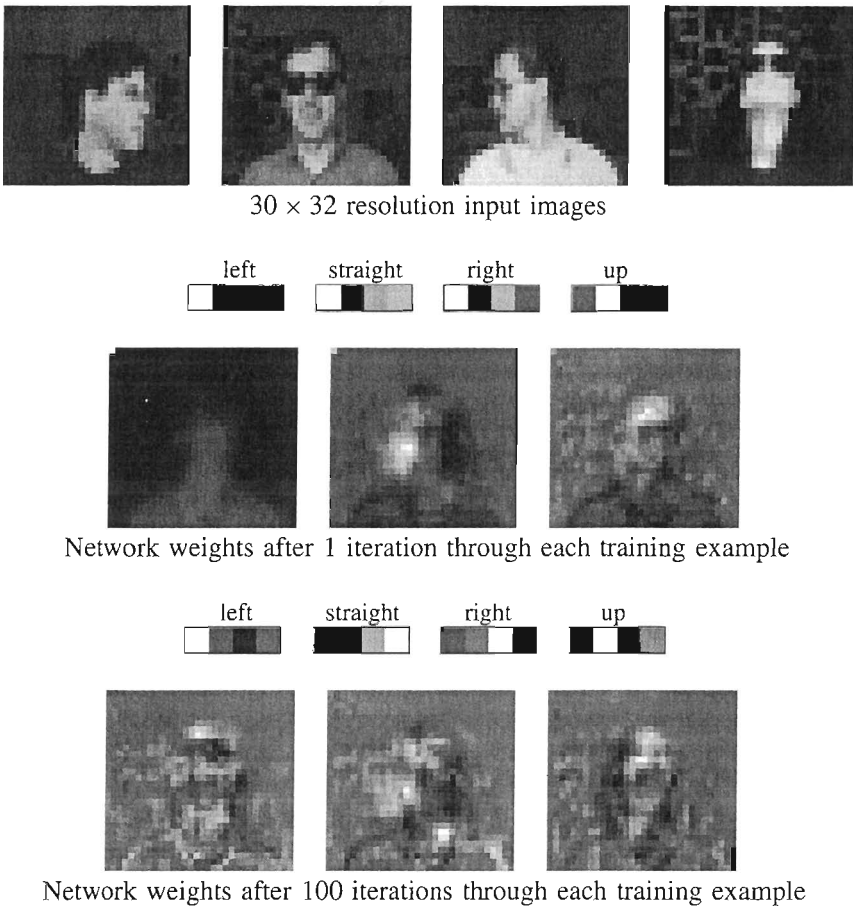 30 × 32 resolution input images
left straight right up
Network weights after 1 iteration through each training example
left straight right up
Network weights after 100 iterations through each training example